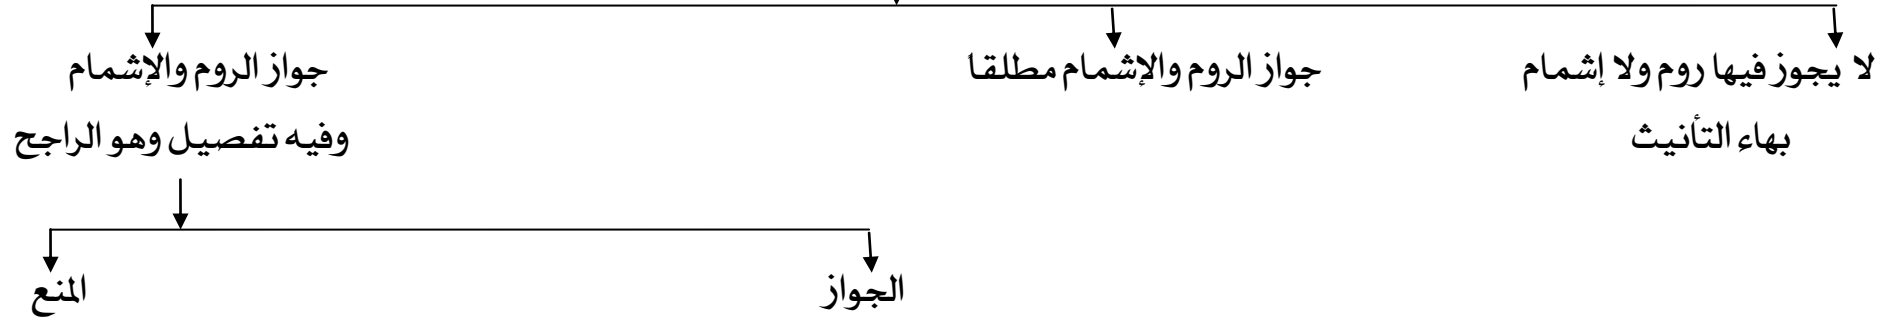 لا يجوز فيها روم ولا إشمام
بهاء التأنيث
جواز الروم والإشمام مطلقا
جواز الروم والإشمام
وفيه تفصيل وهو الراجح
الجواز
المنع